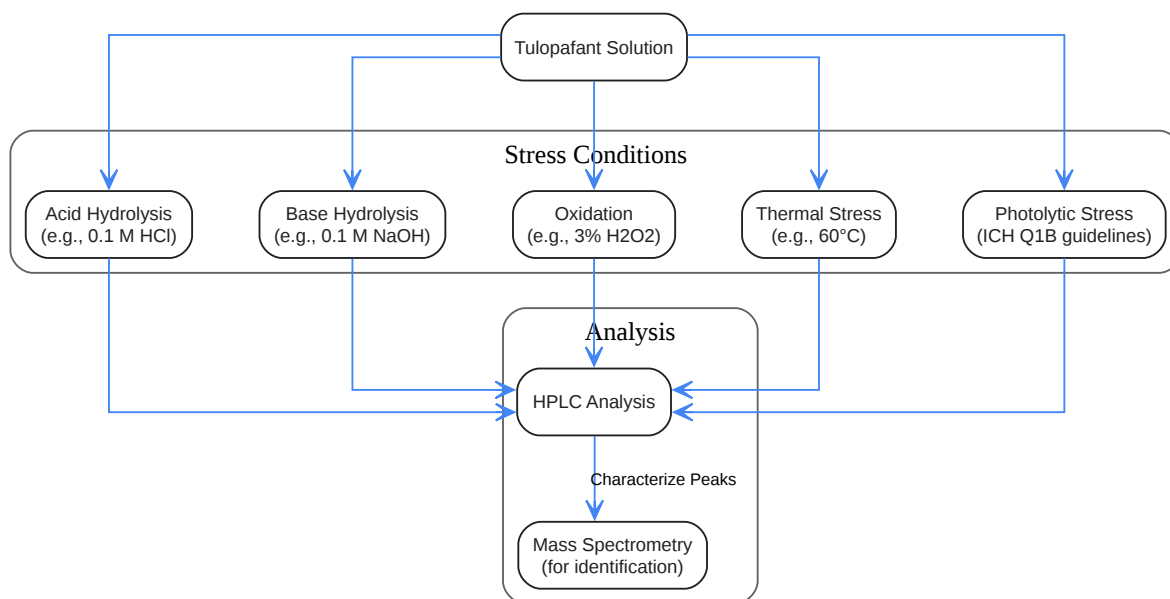 Tulopafant Solution
Stress Conditions
Acid Hydrolysis
(e.g., 0.1 M HCl)
Base Hydrolysis
(e.g., 0.1 M NaOH)
Oxidation
(e.g., 3% H2O2)
Thermal Stress
(e.g., 60°C)
Photolytic Stress
(ICH Q1B guidelines)
Analysis
HPLC Analysis
Characterize Peaks
Mass Spectrometry
(for identification)